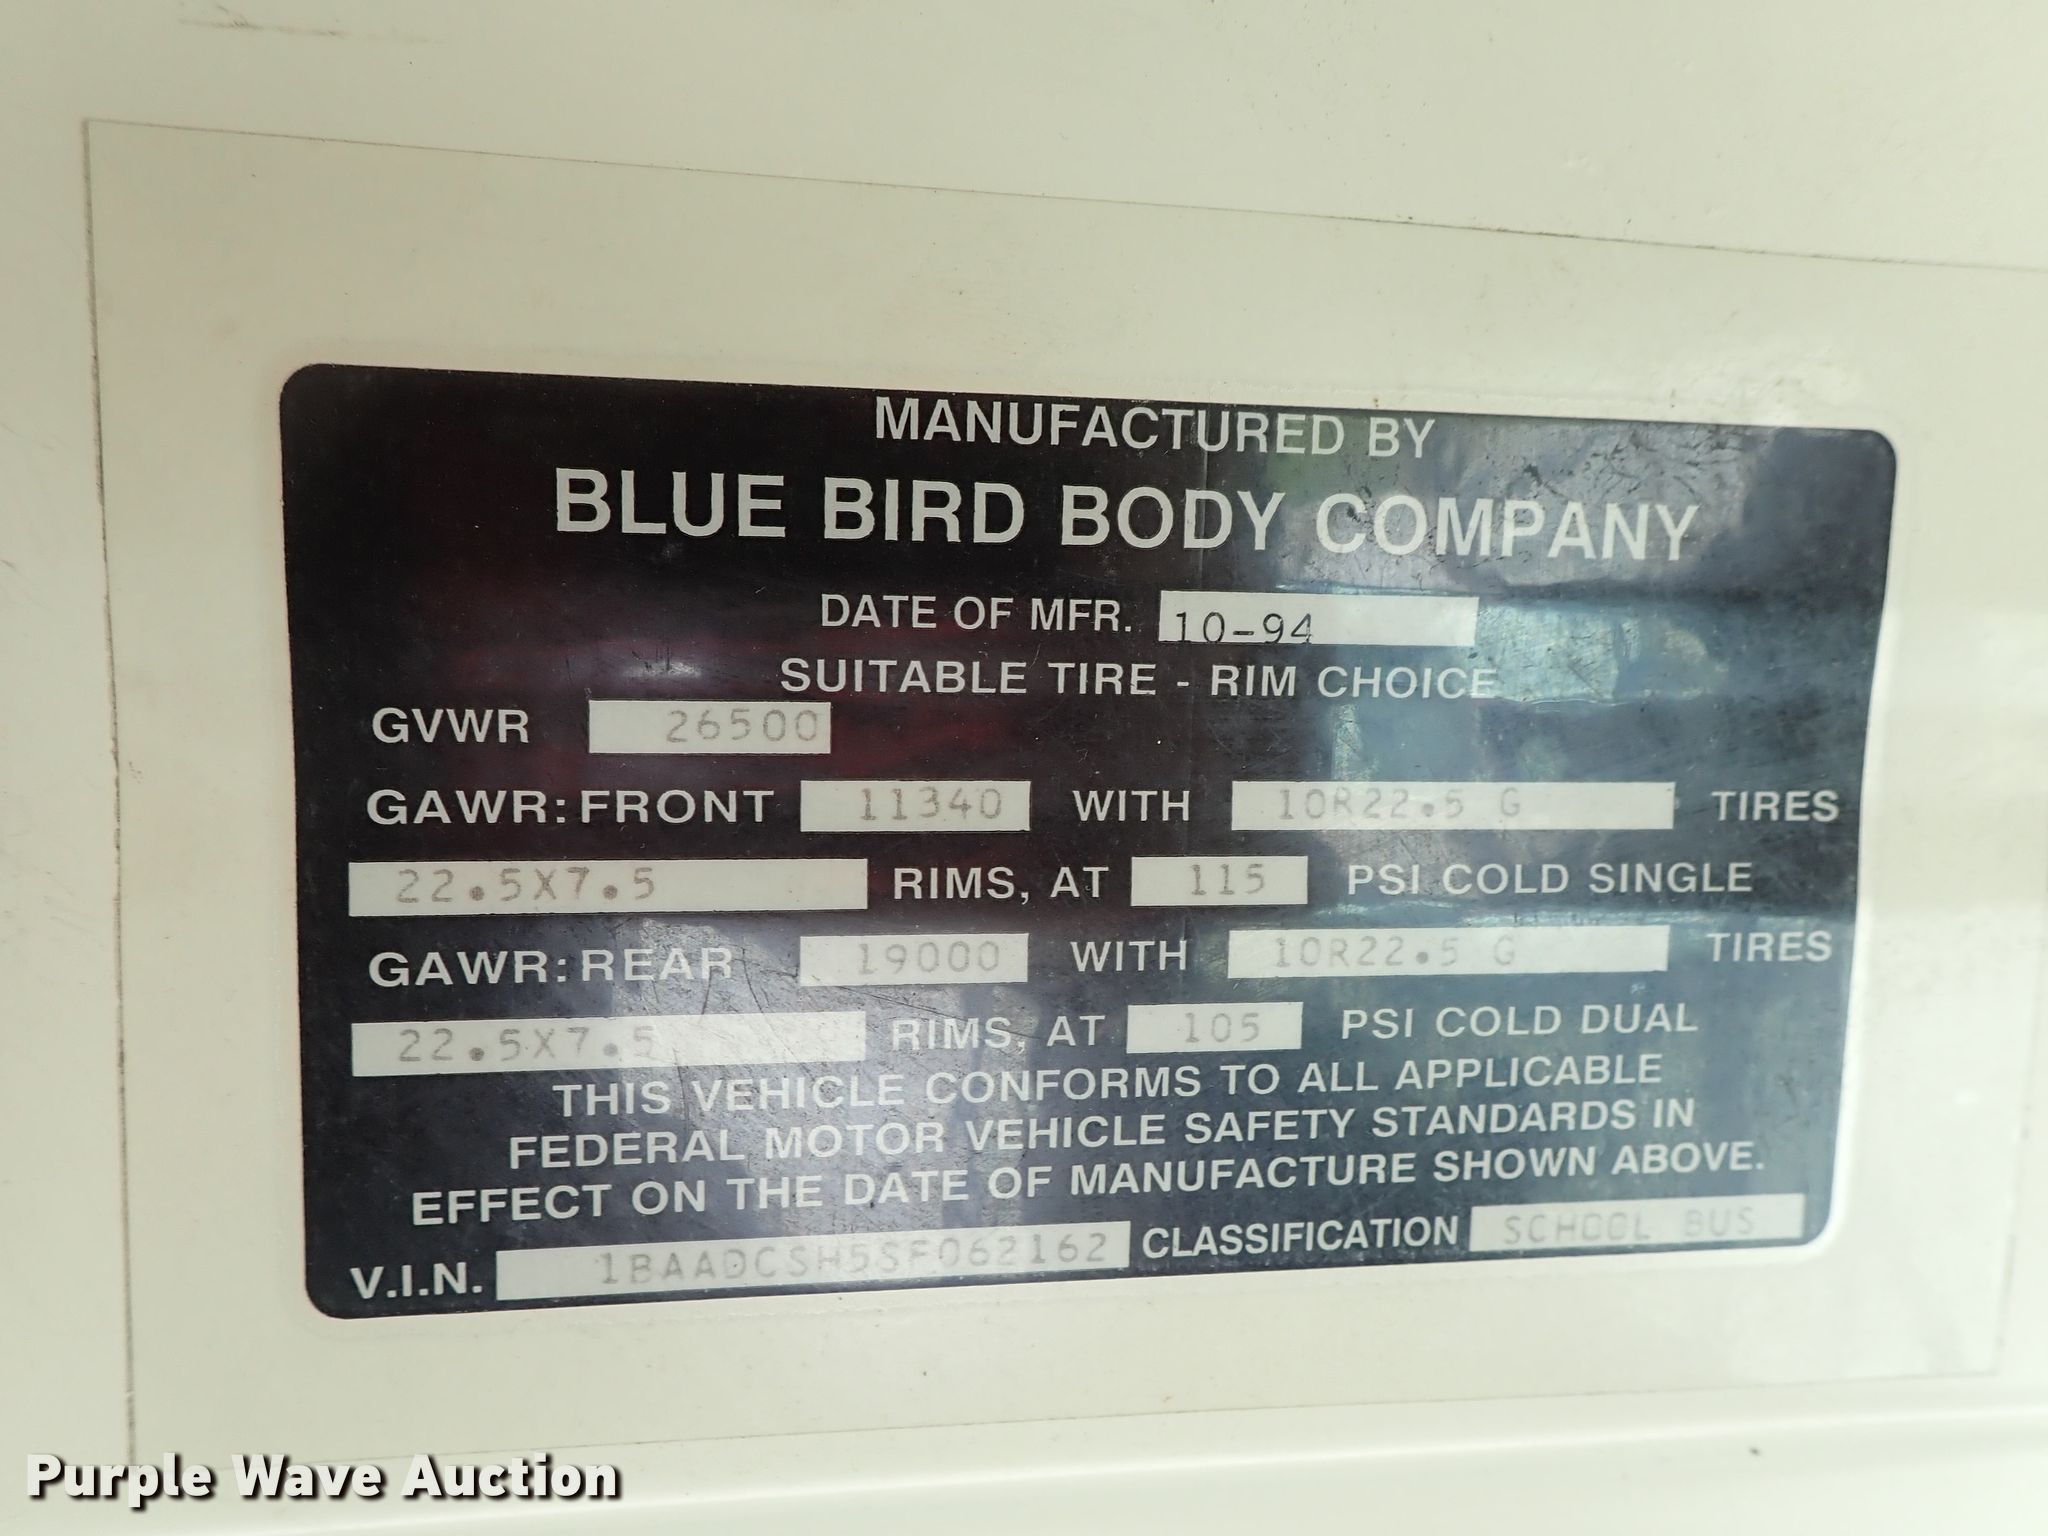 MANUFACTURED BY
BLUE BIRD BODY COMPANY
DATE OF MFR. 10-94
SUITABLE TIRE - RIM CHOICE
GVWR 26500
GAWR: FRONT 11340 WITH 10R22.5 G TIRES
22.5X7.5 RIMS, AT 115 PSI COLD SINGLE
GAWR: REAR 19000 WITH 10R22.5 G TIRES
22.5X7.5 RIMS, AT 105 PSI COLD DUAL
THIS VEHICLE CONFORMS TO ALL APPLICABLE
FEDERAL MOTOR VEHICLE SAFETY STANDARDS IN
EFFECT ON THE DATE OF MANUFACTURE SHOWN ABOVE.
V.I.N. 1BAADCSH5SF062162 CLASSIFICATION SCHOOL BUS
Purple Wave Auction